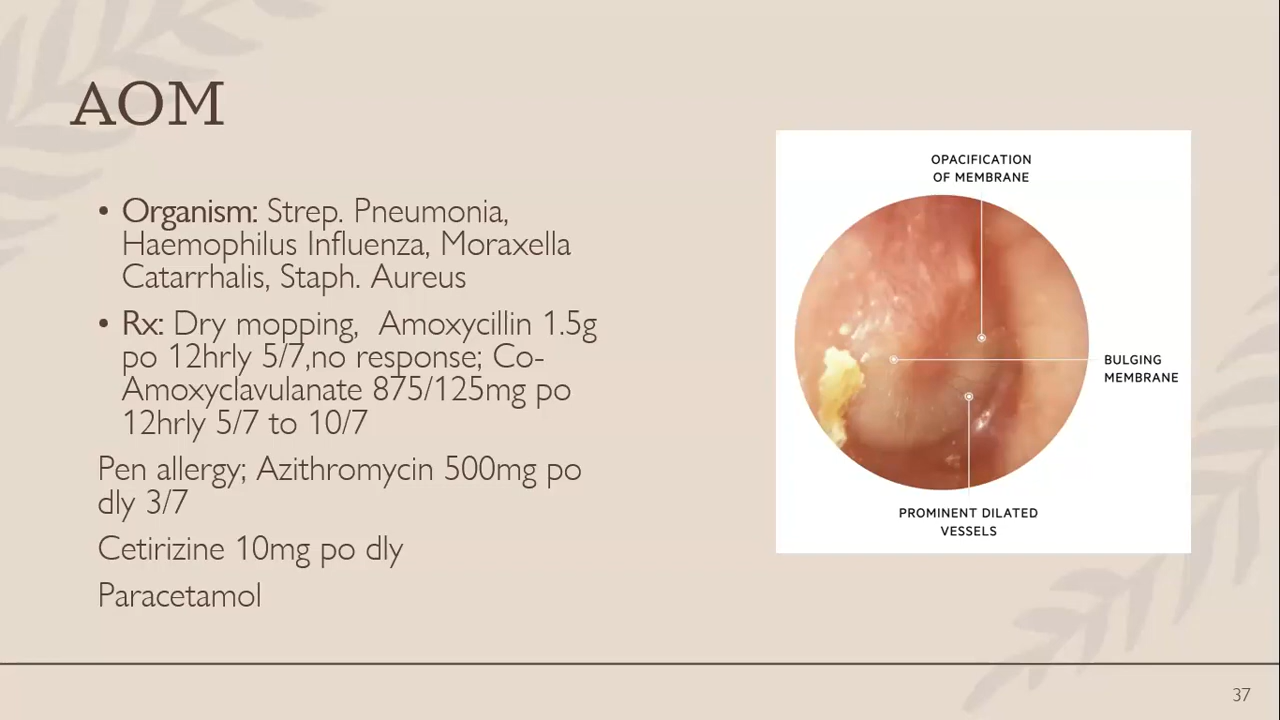 AOM
• Organism: Strep. Pneumonia,
Haemophilus Influenza, Moraxella
Catarrhalis, Staph. Aureus
• Rx: Dry mopping,  Amoxycillin 1.5g
po 12hrly 5/7,no response; Co-
Amoxyclavulanate 875/125mg po
12hrly 5/7 to 10/7
Pen allergy; Azithromycin 500mg po
dly 3/7
Cetirizine 10mg po dly
Paracetamol
OPACIFICATION
OF MEMBRANE
BULGING
MEMBRANE
PROMINENT DILATED
VESSELS
37